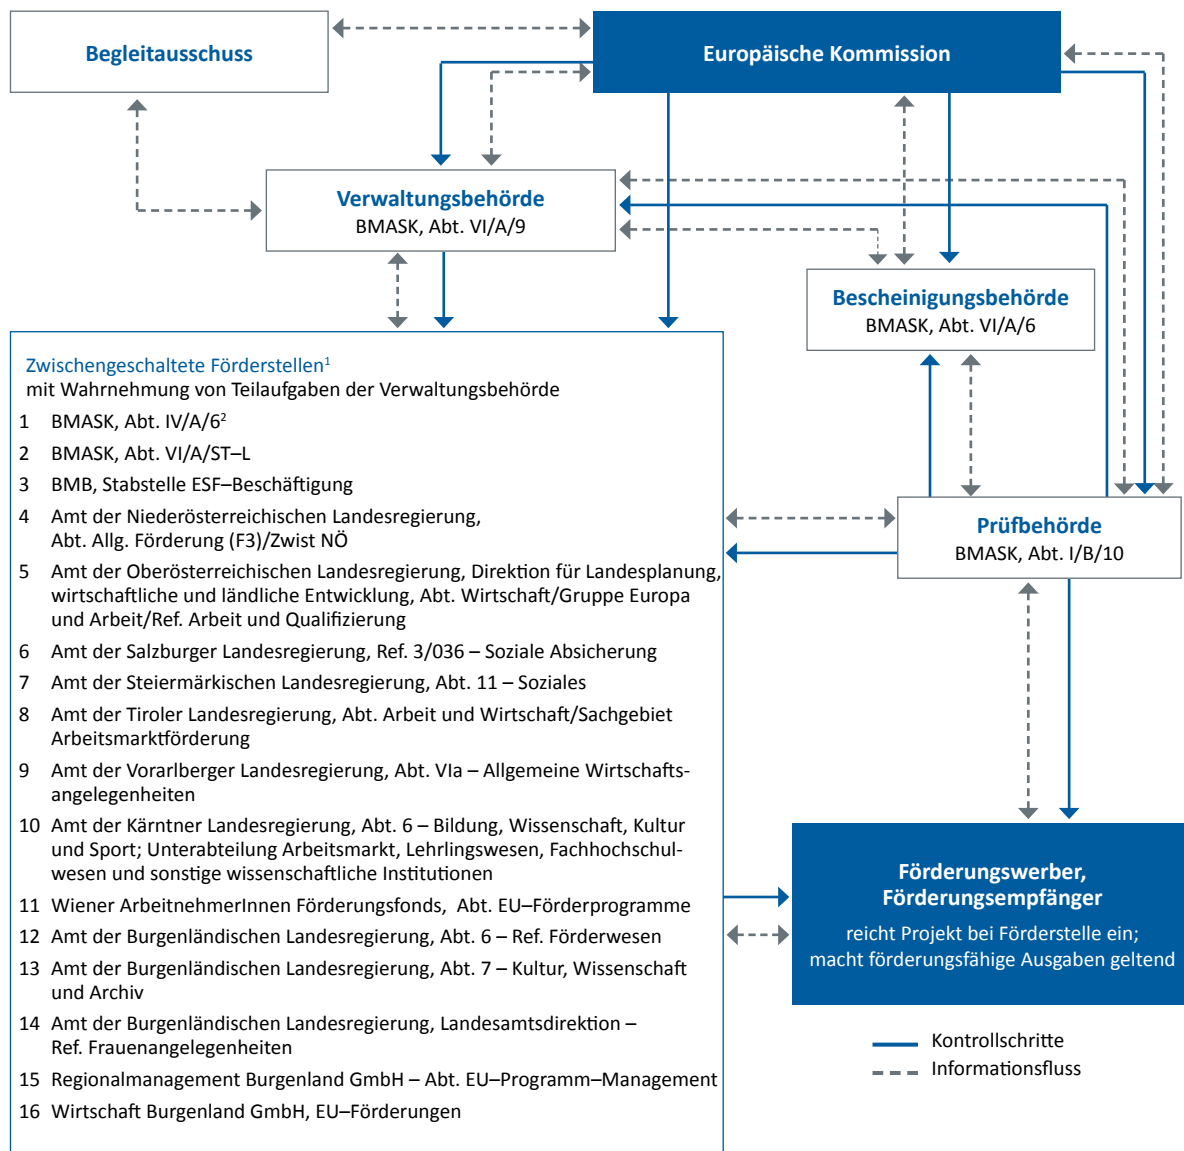 Begleitausschuss
Europäische Kommission
Verwaltungsbehörde
BMASK, Abt. VI/A/9
Bescheinigungsbehörde
BMASK, Abt. VI/A/6
Zwischengeschaltete Förderstellen¹
mit Wahrnehmung von Teilaufgaben der Verwaltungsbehörde
1 BMASK, Abt. IV/A/6²
2 BMASK, Abt. VI/A/ST–L
3 BMB, Stabstelle ESF–Beschäftigung
4 Amt der Niederösterreichischen Landesregierung,
Abt. Allg. Förderung (F3)/Zwist NÖ
5 Amt der Oberösterreichischen Landesregierung, Direktion für Landesplanung,
wirtschaftliche und ländliche Entwicklung, Abt. Wirtschaft/Gruppe Europa
und Arbeit/Ref. Arbeit und Qualifizierung
6 Amt der Salzburger Landesregierung, Ref. 3/036 – Soziale Absicherung
7 Amt der Steiermärkischen Landesregierung, Abt. 11 – Soziales
8 Amt der Tiroler Landesregierung, Abt. Arbeit und Wirtschaft/Sachgebiet
Arbeitsmarktförderung
9 Amt der Vorarlberger Landesregierung, Abt. VIa – Allgemeine Wirtschafts-
angelegenheiten
10 Amt der Kärntner Landesregierung, Abt. 6 – Bildung, Wissenschaft, Kultur
und Sport; Unterabteilung Arbeitsmarkt, Lehrlingswesen, Fachhochschul-
wesen und sonstige wissenschaftliche Institutionen
11 Wiener ArbeitnehmerInnen Förderungsfonds, Abt. EU–Förderprogramme
12 Amt der Burgenländischen Landesregierung, Abt. 6 – Ref. Förderwesen
13 Amt der Burgenländischen Landesregierung, Abt. 7 – Kultur, Wissenschaft
und Archiv
14 Amt der Burgenländischen Landesregierung, Landesamtsdirektion –
Ref. Frauenangelegenheiten
15 Regionalmanagement Burgenland GmbH – Abt. EU–Programm–Management
16 Wirtschaft Burgenland GmbH, EU–Förderungen
Prüfbehörde
BMASK, Abt. I/B/10
Förderungswerber,
Förderungsempfänger
reicht Projekt bei Förderstelle ein;
macht förderungsfähige Ausgaben geltend
Kontrollschritte
Informationsfluss